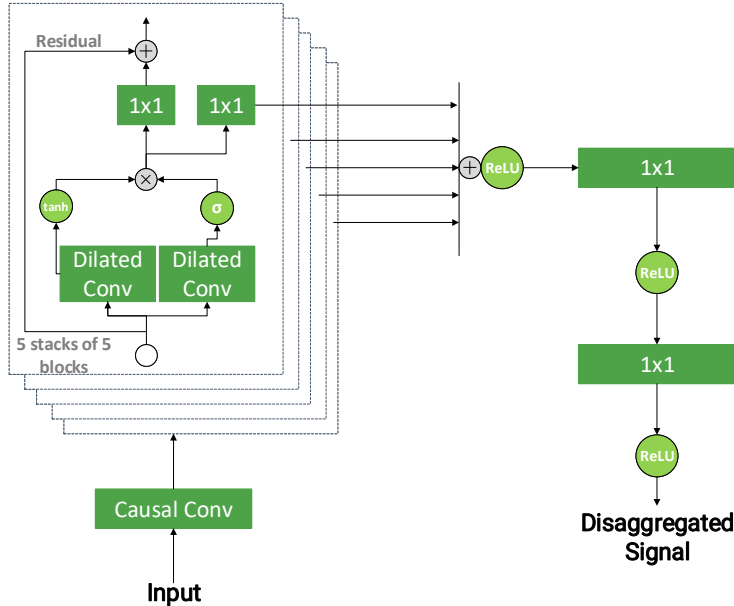 Residual
+
1x1
1x1
×
tanh
σ
Dilated
Conv
Dilated
Conv
5 stacks of 5
blocks
Causal Conv
Input
+
ReLU
1x1
ReLU
1x1
ReLU
Disaggregated
Signal